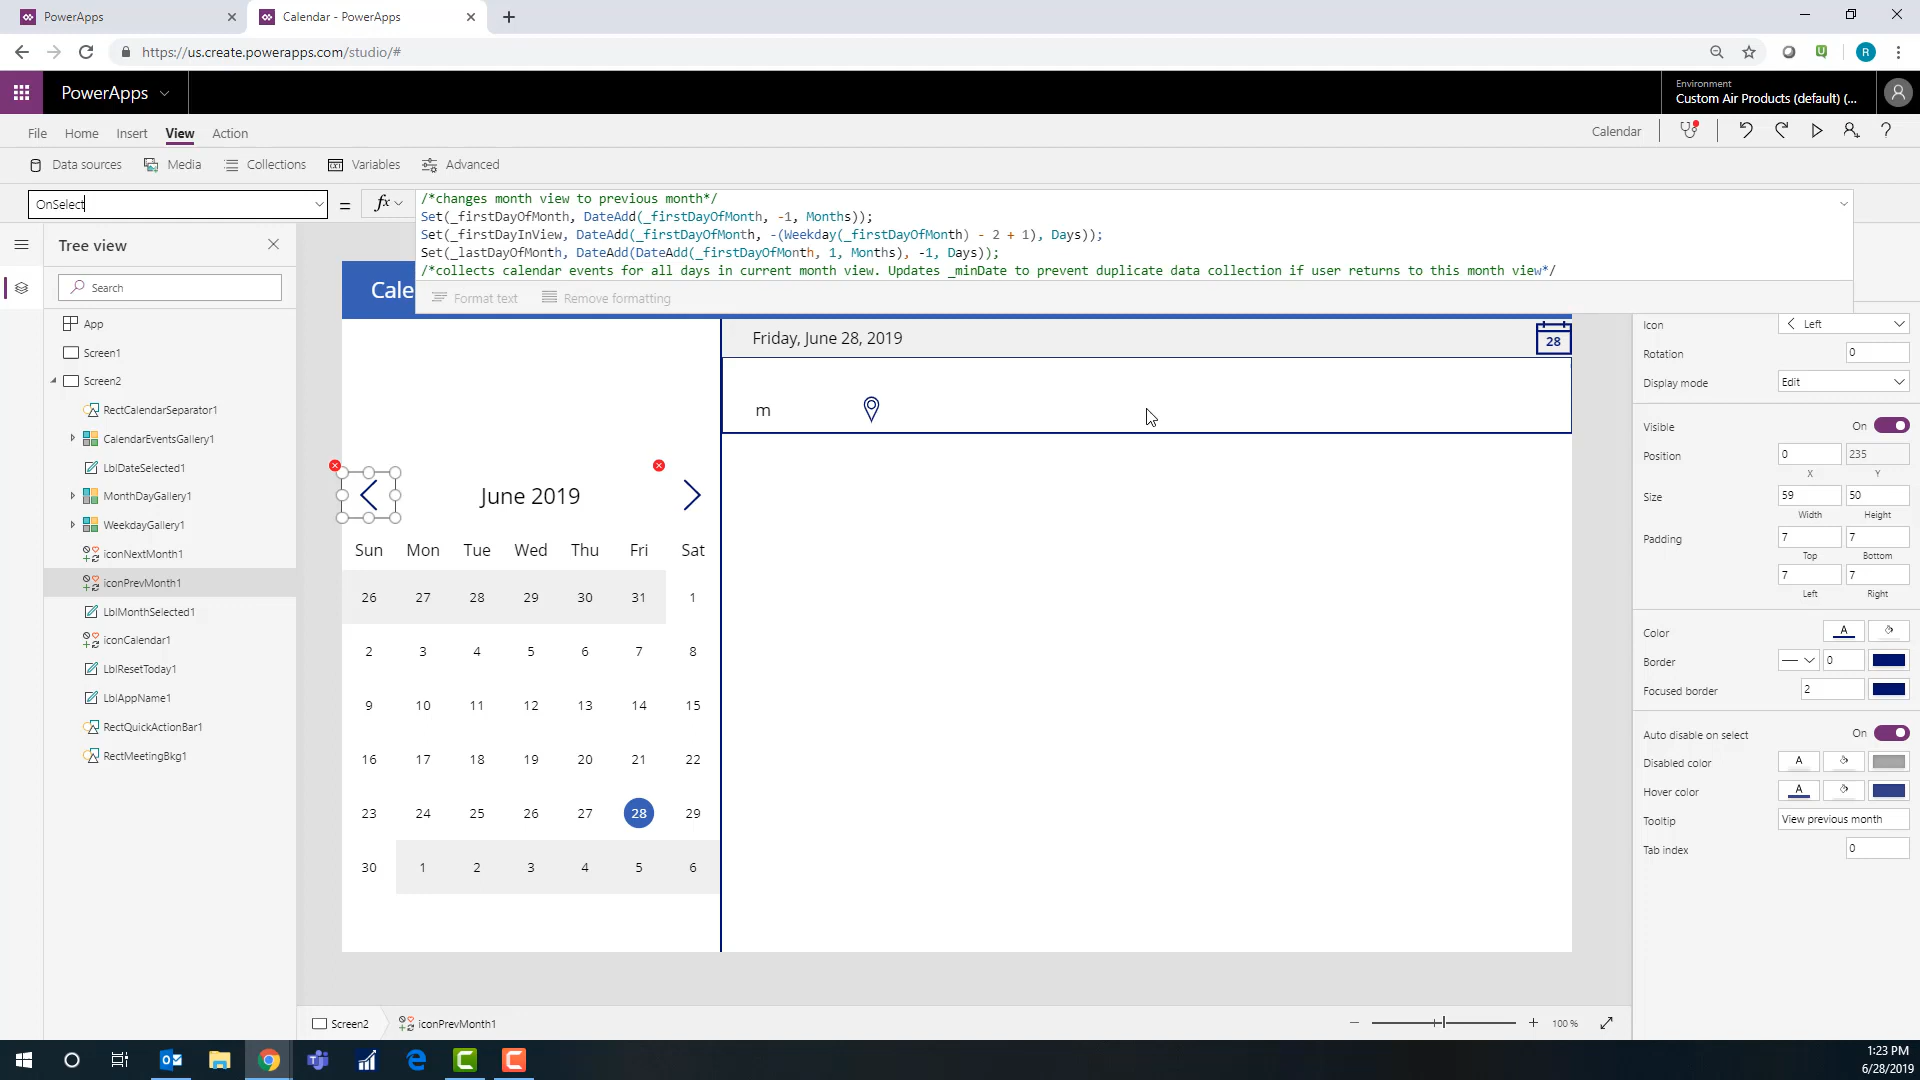 PowerApps
Calendar - PowerApps
https://us.create.powerapps.com/studio/#
R
PowerApps
Environment
Custom Air Products (default) (...
File Home Insert View Action
Calendar
?
Data sources Media Collections Variables Advanced
OnSelect
=
fx
/*changes month view to previous month*/
Set(_firstDayOfMonth, DateAdd(_firstDayOfMonth, -1, Months));
Set(_firstDayInView, DateAdd(_firstDayOfMonth, -(Weekday(_firstDayOfMonth) - 2 + 1), Days));
Set(_lastDayOfMonth, DateAdd(DateAdd(_firstDayOfMonth, 1, Months), -1, Days));
/*collects calendar events for all days in current month view. Updates _minDate to prevent duplicate data collection if user returns to this month view*/
Format text Remove formatting
Tree view
Search
App
Screen1
Screen2
RectCalendarSeparator1
CalendarEventsGallery1
LblDateSelected1
MonthDayGallery1
WeekdayGallery1
iconNextMonth1
iconPrevMonth1
LblMonthSelected1
iconCalendar1
LblResetToday1
LblAppName1
RectQuickActionBar1
RectMeetingBkg1
Cale
Friday, June 28, 2019
28
m
June 2019
Sun Mon Tue Wed Thu Fri Sat
26 27 28 29 30 31 1
2 3 4 5 6 7 8
9 10 11 12 13 14 15
16 17 18 19 20 21 22
23 24 25 26 27 28 29
30 1 2 3 4 5 6
Icon Left
Rotation 0
Display mode Edit
Visible On
Position 0 235
X Y
Size 59 50
Width Height
Padding 7 7
Top Bottom
7 7
Left Right
Color A
Border 0
Focused border 2
Auto disable on select On
Disabled color A
Hover color A
Tooltip View previous month
Tab index 0
Screen2 iconPrevMonth1
100 %
1:23 PM
6/28/2019